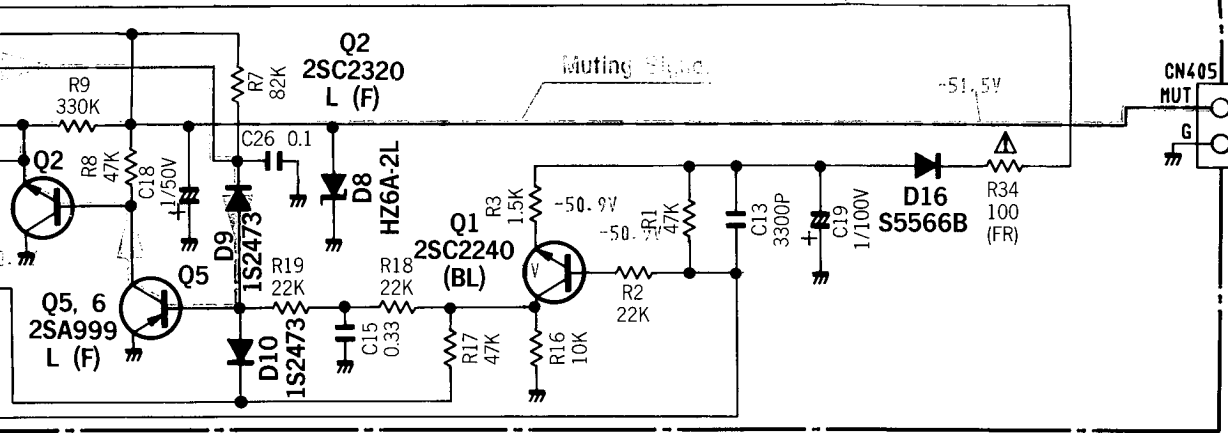 Q2
2SC2320
L (F)
Muting
-51.5V
CN405
MUT
G
R9
330K
R7
82K
C26 0.1
Q2
R8
47K
C18
1/50V
+
D8
HZ6A-2L
D9
1S2473
Q1
2SC2240
(BL)
R3
1.5K
-50.9V
R1
47K
C13
3300P
+
C19
1/100V
D16
S5566B
R34
100
(FR)
R2
22K
V
Q5
Q5, 6
2SA999
L (F)
R19
22K
R18
22K
D10
1S2473
C15
0.33
R17
47K
R16
10K